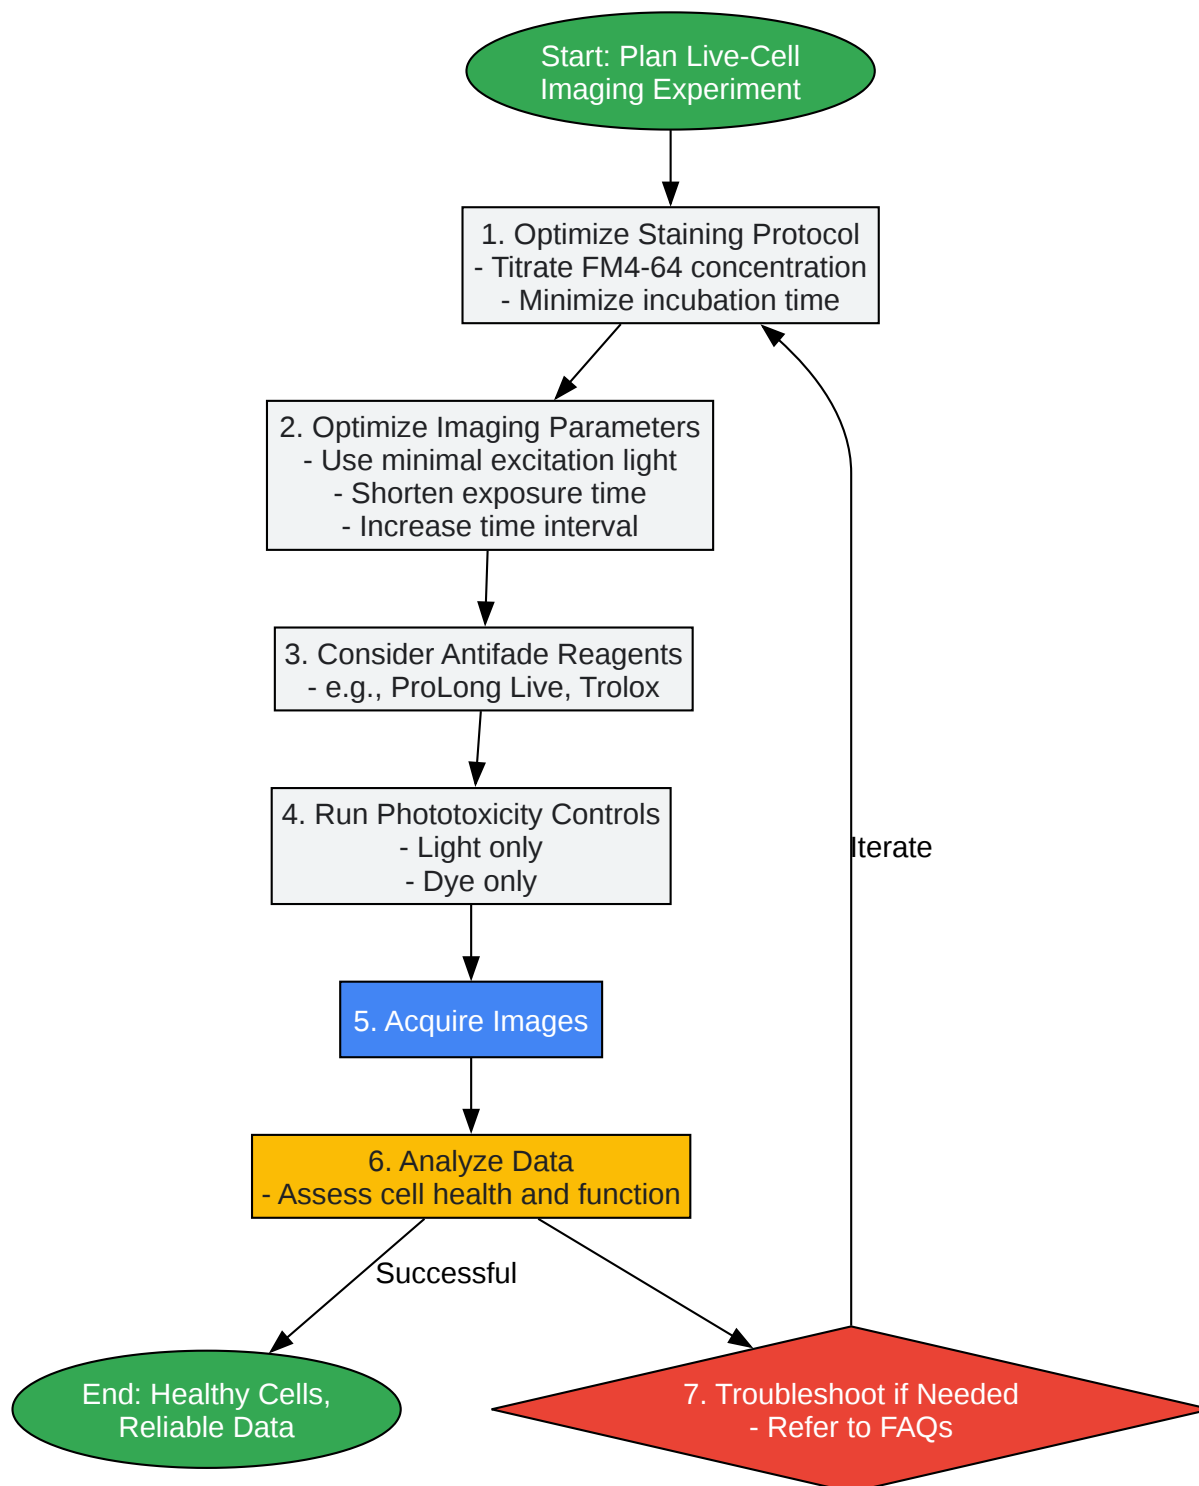 Start: Plan Live-Cell
Imaging Experiment
1. Optimize Staining Protocol
- Titrate FM4-64 concentration
- Minimize incubation time
2. Optimize Imaging Parameters
- Use minimal excitation light
- Shorten exposure time
- Increase time interval
3. Consider Antifade Reagents
- e.g., ProLong Live, Trolox
4. Run Phototoxicity Controls
- Light only
- Dye only
Iterate
5. Acquire Images
6. Analyze Data
- Assess cell health and function
Successful
End: Healthy Cells,
Reliable Data
7. Troubleshoot if Needed
- Refer to FAQs